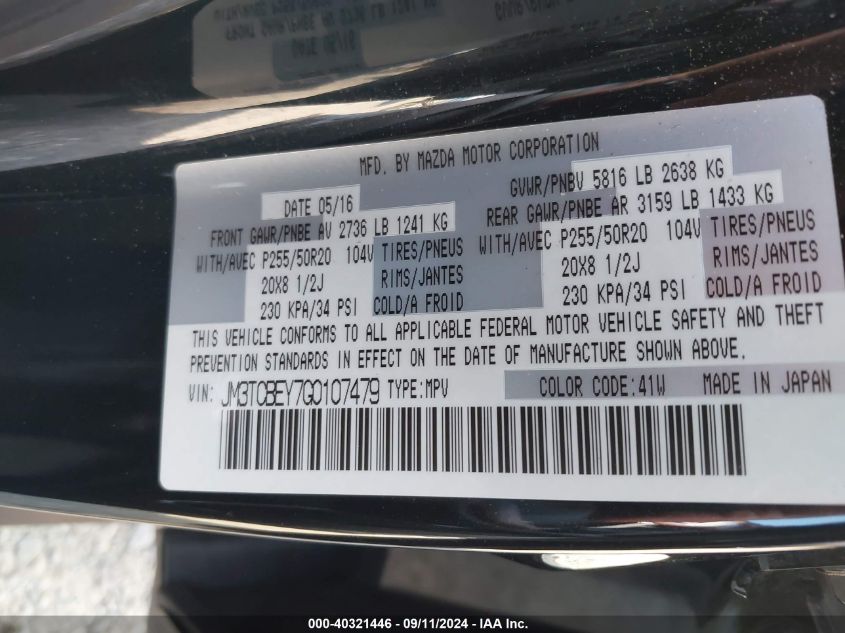 MFD. BY MAZDA MOTOR CORPORATION
DATE 05/16 GVWR/PNBV 5816 LB 2638 KG
FRONT GAWR/PNBE AV 2736 LB 1241 KG REAR GAWR/PNBE AR 3159 LB 1433 KG
WITH/AVEC P255/50R20 104V TIRES/PNEUS WITH/AVEC P255/50R20 104V TIRES/PNEUS
20X8 1/2J RIMS/JANTES 20X8 1/2J RIMS/JANTES
230 KPA/34 PSI COLD/A FROID 230 KPA/34 PSI COLD/A FROID
THIS VEHICLE CONFORMS TO ALL APPLICABLE FEDERAL MOTOR VEHICLE SAFETY AND THEFT
PREVENTION STANDARDS IN EFFECT ON THE DATE OF MANUFACTURE SHOWN ABOVE.
VIN: JM3TCBEY7G0107479 TYPE:MPV COLOR CODE:41W MADE IN JAPAN
000-40321446 - 09/11/2024 - IAA Inc.